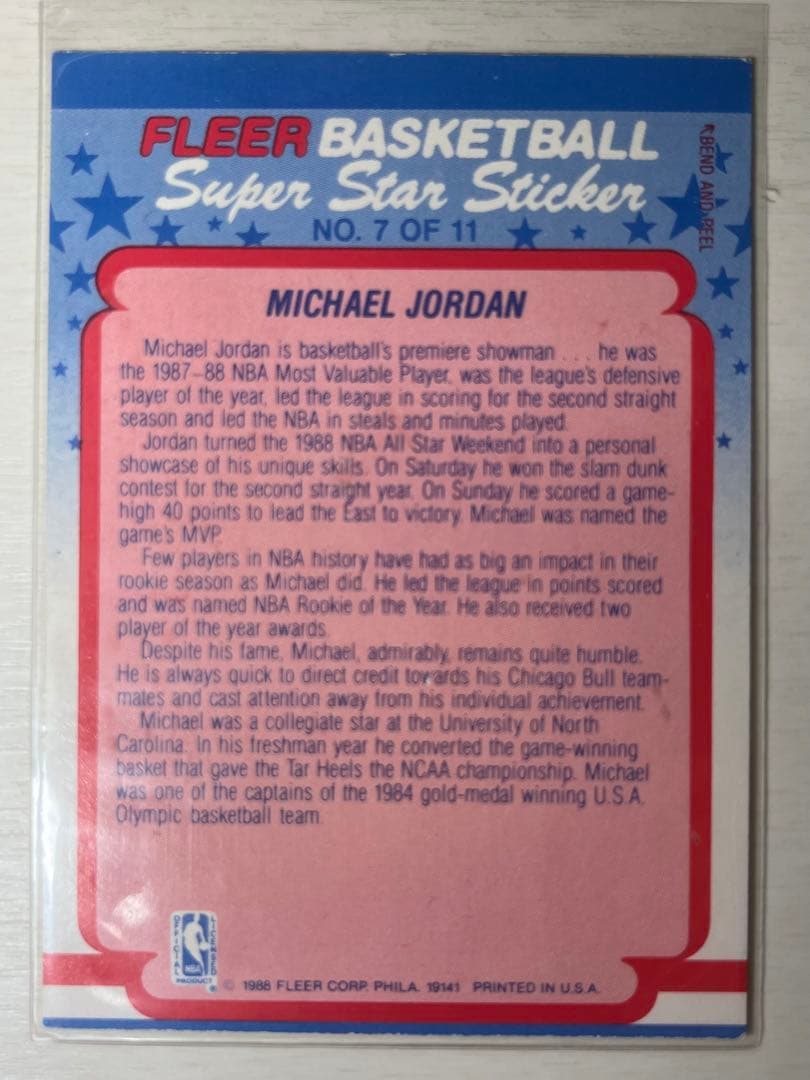 FLEER BASKETBALL
Super Star Sticker
NO. 7 OF 11
BEND AND PEEL
MICHAEL JORDAN
Michael Jordan is basketball's premiere showman . . . he was
the 1987–88 NBA Most Valuable Player, was the league's defensive
player of the year, led the league in scoring for the second straight
season and led the NBA in steals and minutes played.
Jordan turned the 1988 NBA All Star Weekend into a personal
showcase of his unique skills. On Saturday he won the slam dunk
contest for the second straight year. On Sunday he scored a game-
high 40 points to lead the East to victory. Michael was named the
game's MVP.
Few players in NBA history have had as big an impact in their
rookie season as Michael did. He led the league in points scored
and was named NBA Rookie of the Year. He also received two
player of the year awards.
Despite his fame, Michael, admirably, remains quite humble.
He is always quick to direct credit towards his Chicago Bull team-
mates and cast attention away from his individual achievement.
Michael was a collegiate star at the University of North
Carolina. In his freshman year he converted the game-winning
basket that gave the Tar Heels the NCAA championship. Michael
was one of the captains of the 1984 gold-medal winning U.S.A.
Olympic basketball team.
OFFICIAL
LICENSED
NBA
PRODUCT
®
© 1988 FLEER CORP. PHILA. 19141 PRINTED IN U.S.A.